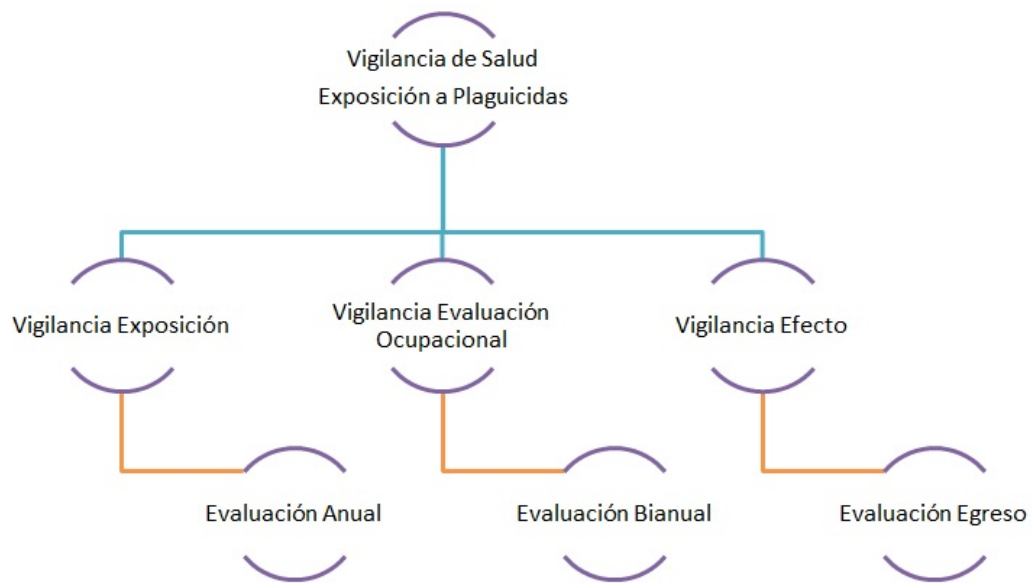 Vigilancia de Salud
Exposición a Plaguicidas
Vigilancia Exposición
Vigilancia Evaluación
Ocupacional
Vigilancia Efecto
Evaluación Anual
Evaluación Bianual
Evaluación Egreso